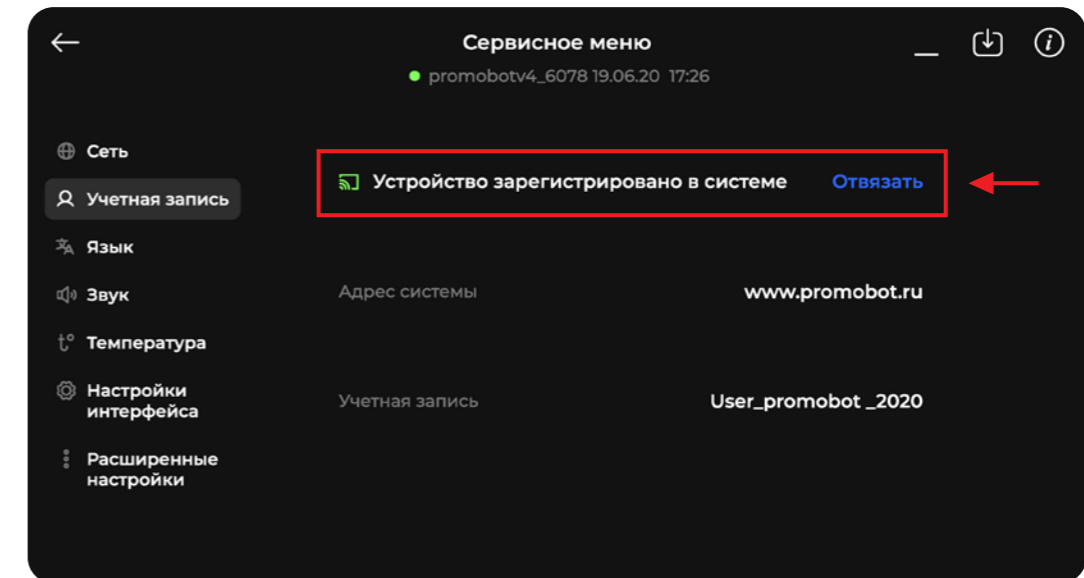 Сервисное меню
promobotv4_6078 19.06.20 17:26
Сеть
Учетная запись
Язык
Звук
t° Температура
Настройки
интерфейса
Расширенные
настройки
Устройство зарегистрировано в системе Отвязать
Адрес системы www.promobot.ru
Учетная запись User_promobot _2020